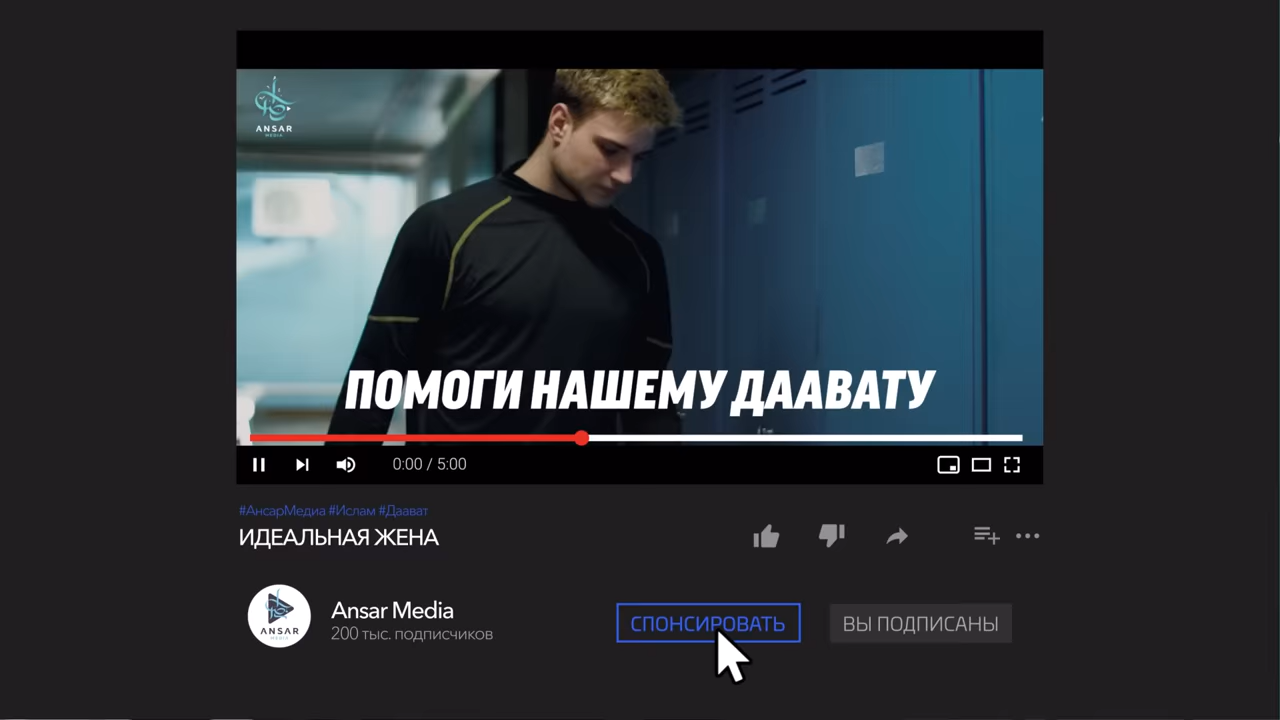 ANSAR
MEDIA
ПОМОГИ НАШЕМУ ДААВАТУ
0:00 / 5:00
#АнсарМедиа #Ислам #Даават
ИДЕАЛЬНАЯ ЖЕНА
ANSAR
MEDIA
Ansar Media
200 тыс. подписчиков
СПОНСИРОВАТЬ
ВЫ ПОДПИСАНЫ